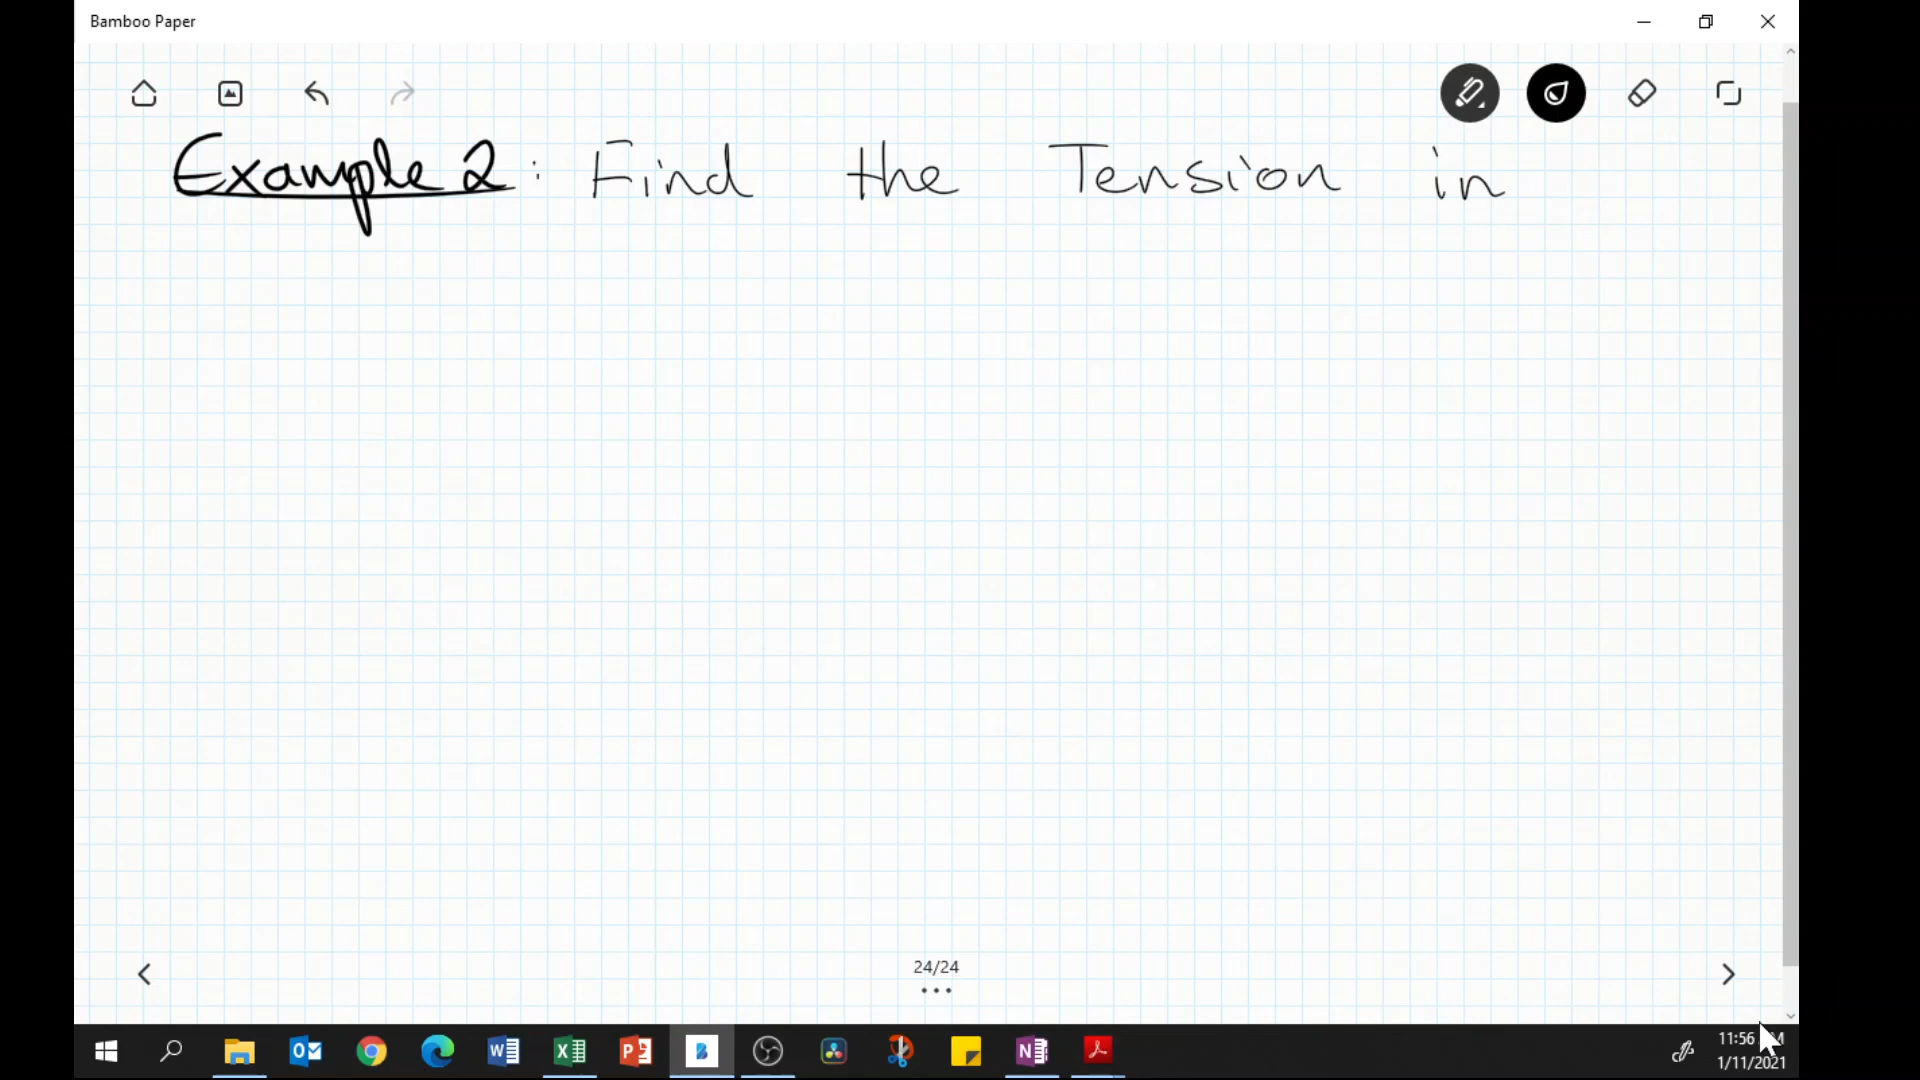 Bamboo Paper
Example 2: Find the Tension in
24/24
11:56
1/11/2021